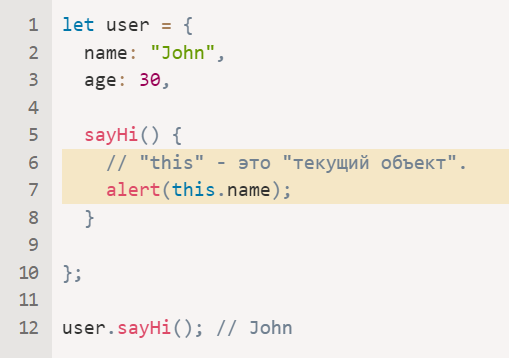 1 let user = {
2 name: "John",
3 age: 30,
4
5 sayHi() {
6 // "this" - это "текущий объект".
7 alert(this.name);
8 }
9
10 };
11
12 user.sayHi(); // John